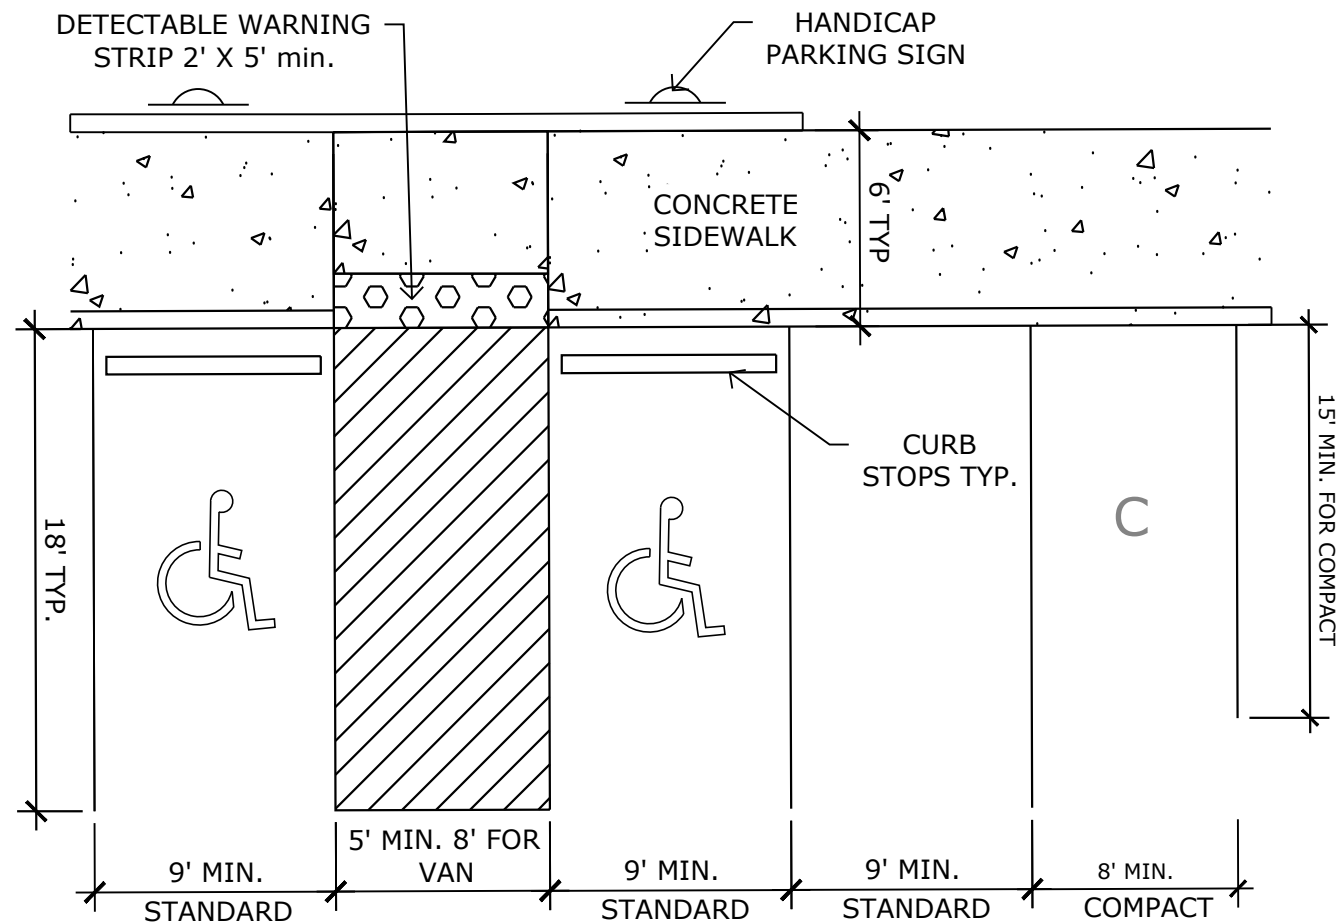 DETECTABLE WARNING
STRIP 2' X 5' min.
HANDICAP
PARKING SIGN
CONCRETE
SIDEWALK
6' TYP
CURB
STOPS TYP.
18' TYP.
C
15' MIN. FOR COMPACT
9' MIN.
STANDARD
5' MIN. 8' FOR
VAN
9' MIN.
STANDARD
9' MIN.
STANDARD
8' MIN.
COMPACT